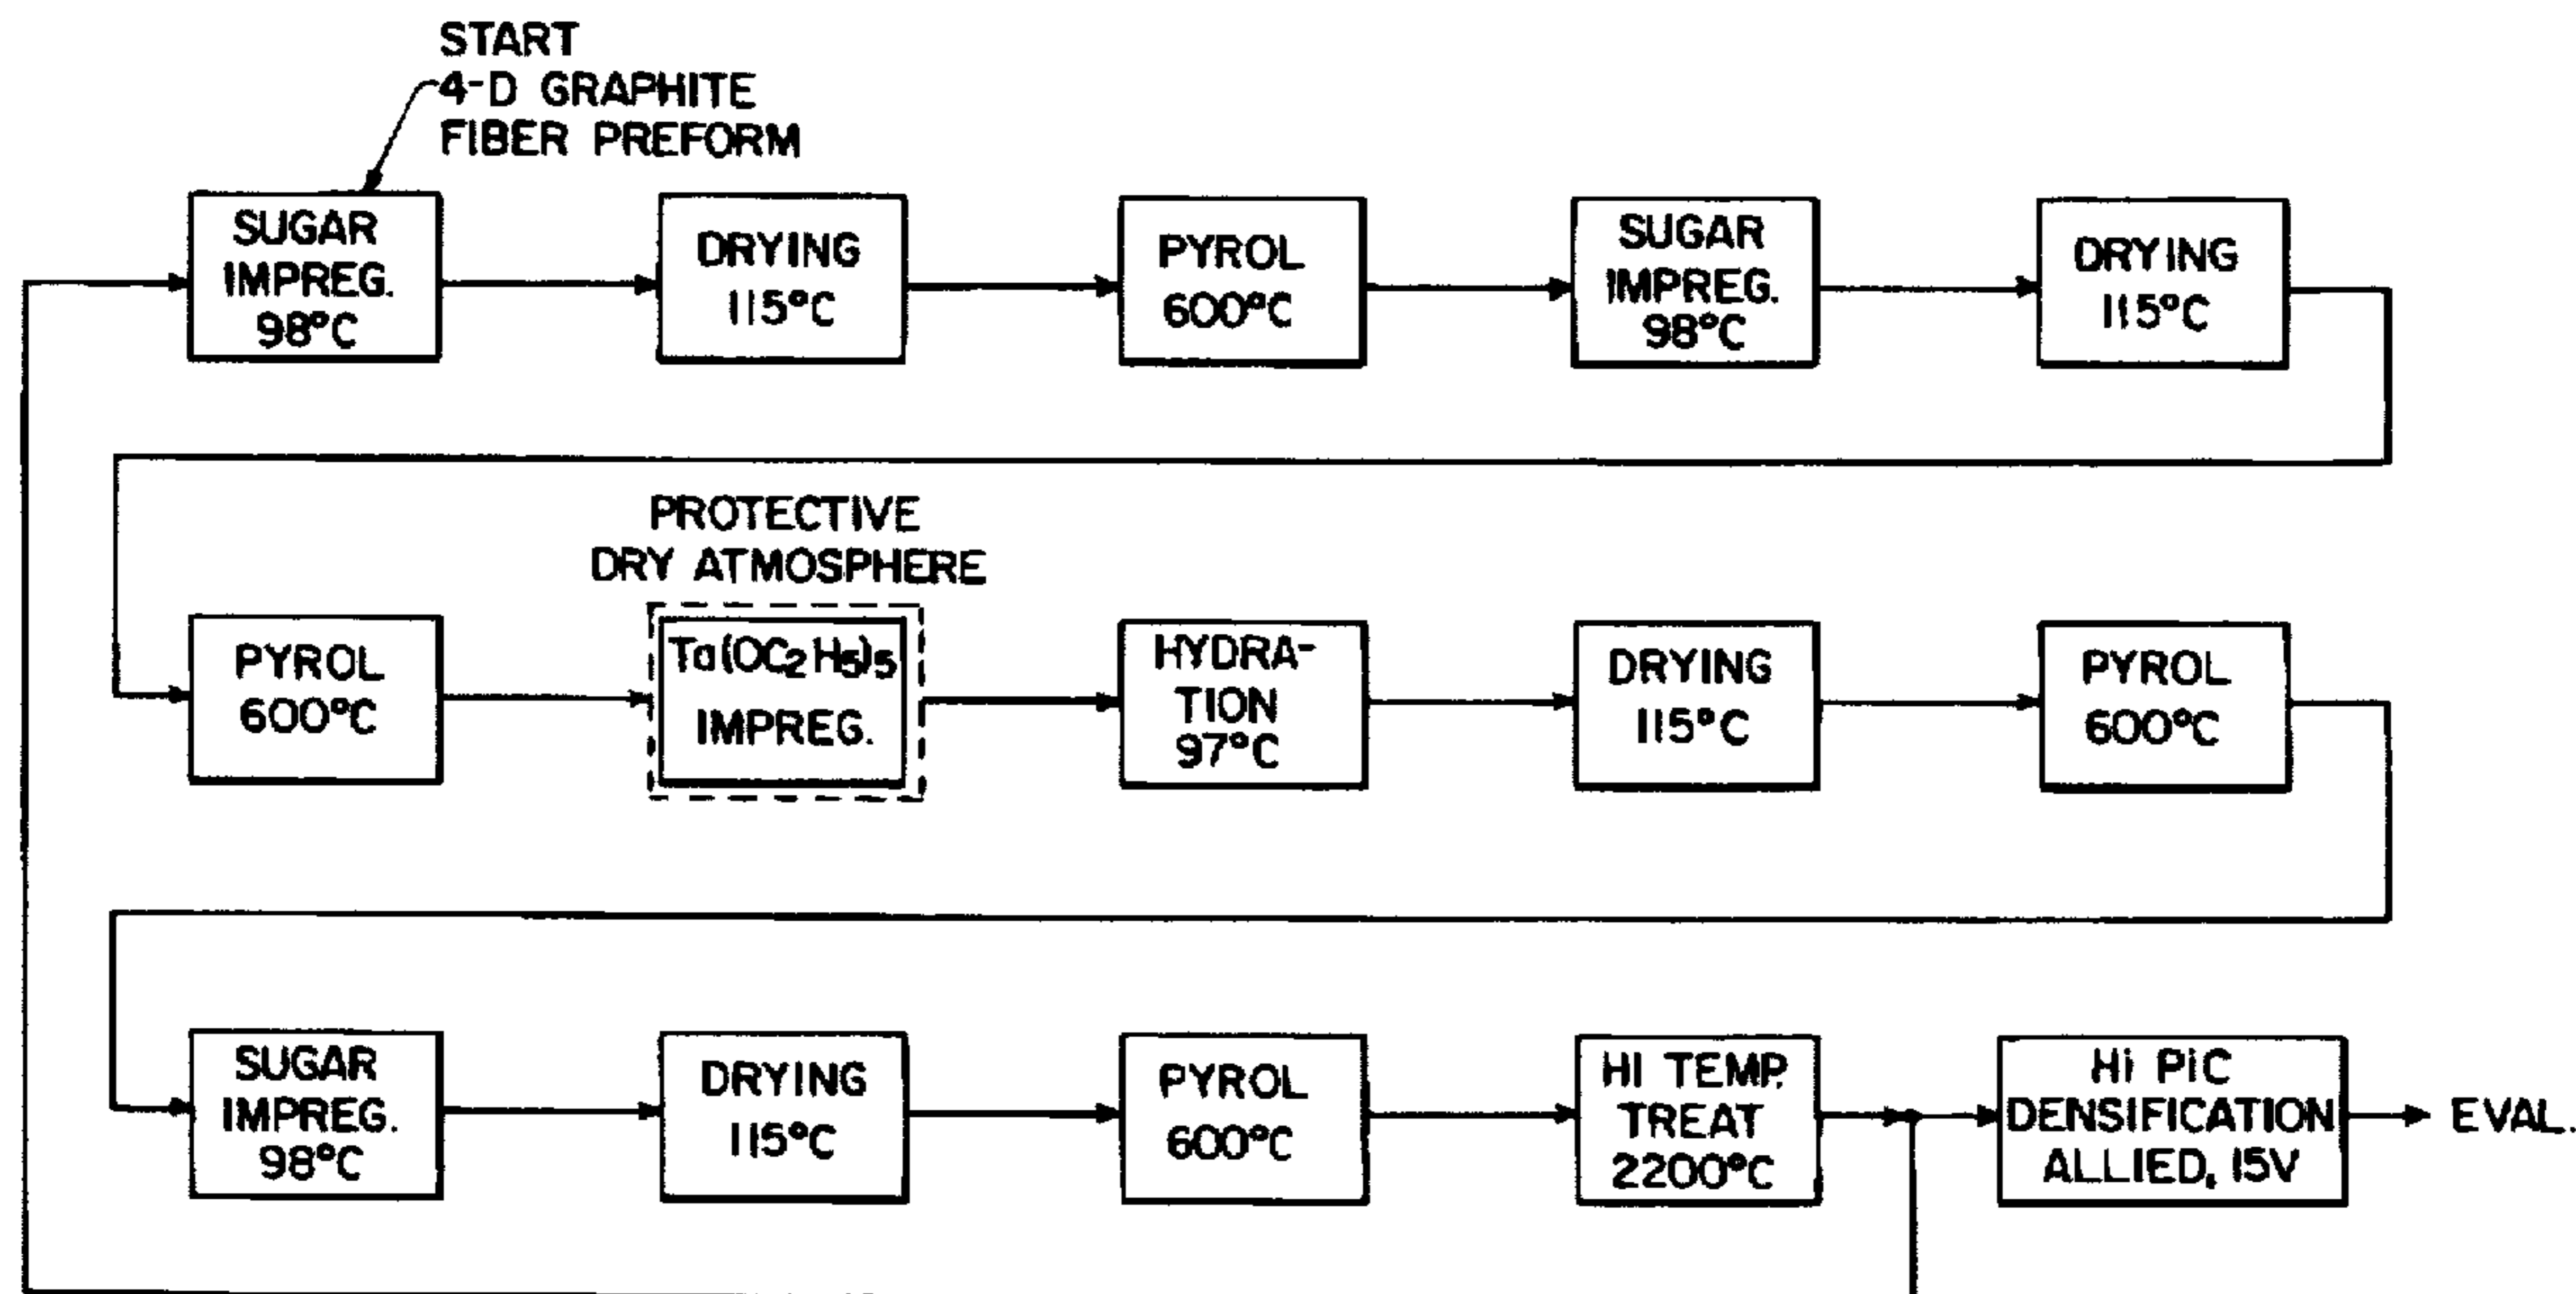 START
4-D GRAPHITE
FIBER PREFORM
SUGAR
IMPREG.
98°C
DRYING
115°C
PYROL
600°C
SUGAR
IMPREG.
98°C
DRYING
115°C
PROTECTIVE
DRY ATMOSPHERE
PYROL
600°C
Ta(OC2H5)5
IMPREG.
HYDRA-
TION
97°C
DRYING
115°C
PYROL
600°C
SUGAR
IMPREG.
98°C
DRYING
115°C
PYROL
600°C
HI TEMP.
TREAT
2200°C
Hi PiC
DENSIFICATION
ALLIED, 15V
EVAL.